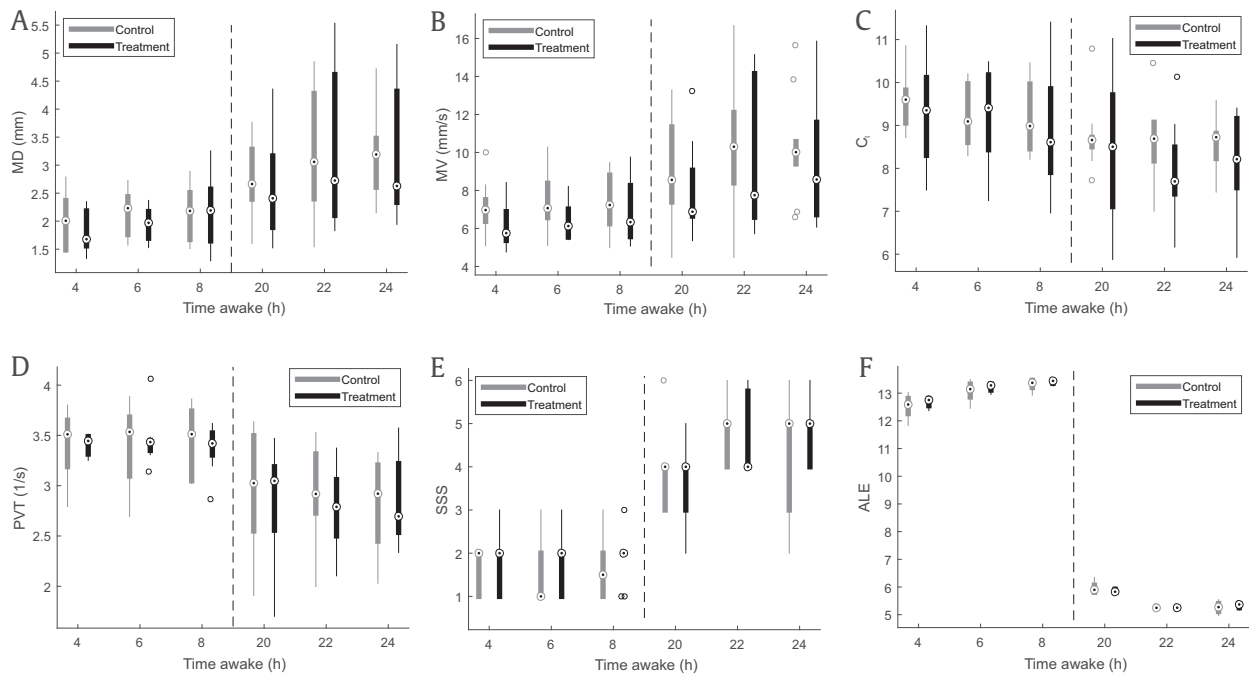 A
Control
Treatment
5.5
5
4.5
4
3.5
3
2.5
2
1.5
MD (mm)
4 6 8 20 22 24
Time awake (h)
B
Control
Treatment
16
14
12
10
8
6
4
MV (mm/s)
4 6 8 20 22 24
Time awake (h)
C
Control
Treatment
11
10
9
8
7
6
CI
4 6 8 20 22 24
Time awake (h)
D
Control
Treatment
4
3.5
3
2.5
2
PVT (1/s)
4 6 8 20 22 24
Time awake (h)
E
Control
Treatment
6
5
4
3
2
1
SSS
4 6 8 20 22 24
Time awake (h)
F
Control
Treatment
13
12
11
10
9
8
7
6
5
ALE
4 6 8 20 22 24
Time awake (h)